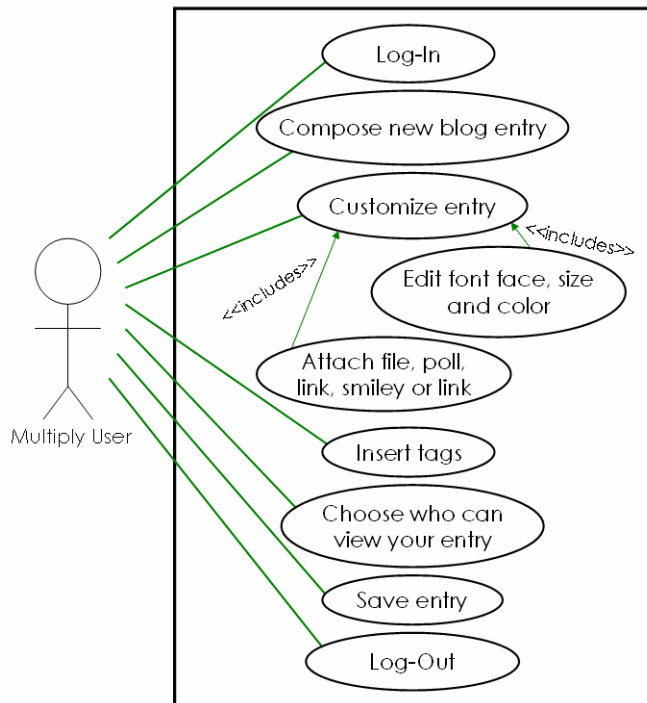 Log-In
Compose new blog entry
Customize entry
<<includes>>
Edit font face, size
and color
<<includes>>
Attach file, poll,
link, smiley or link
Multiply User
Insert tags
Choose who can
view your entry
Save entry
Log-Out